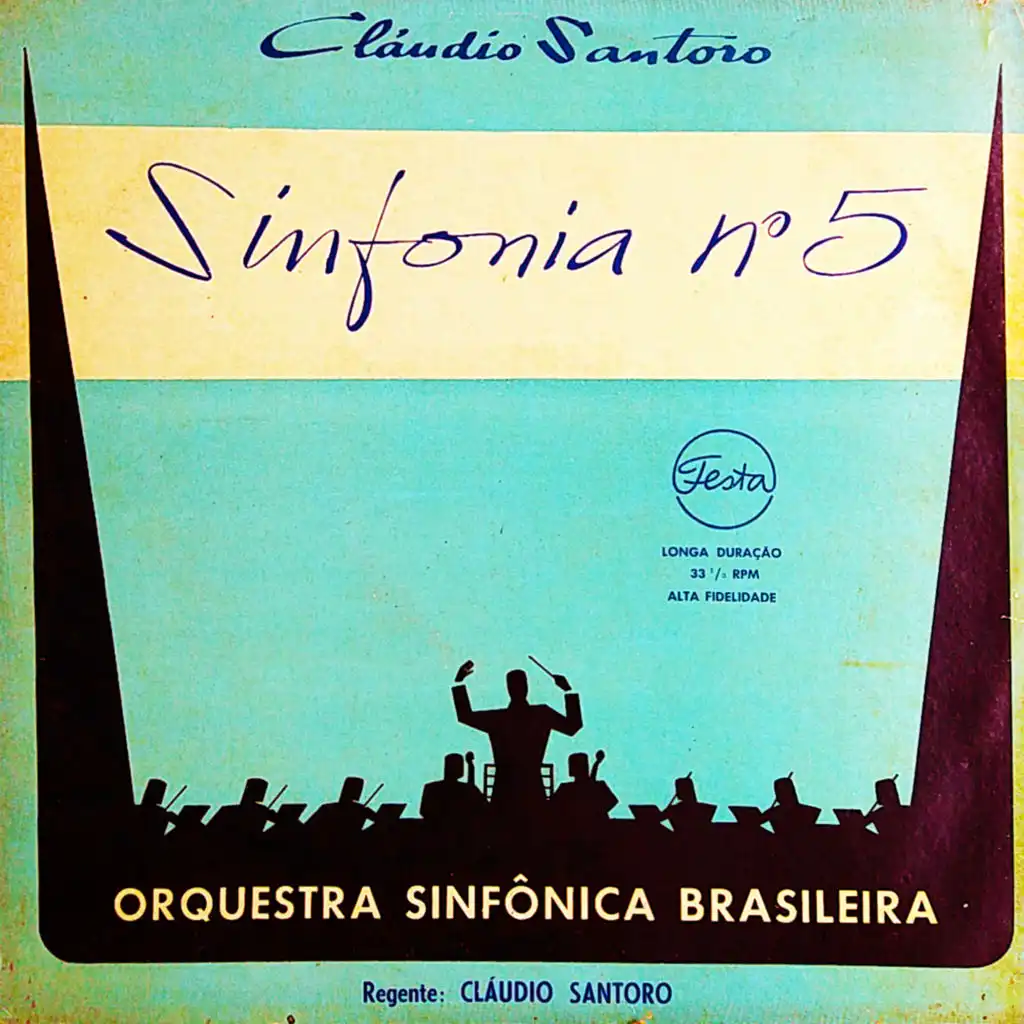 Cláudio Santoro
Sinfonia nº 5
Festa
LONGA DURAÇÃO
33 1/3 RPM
ALTA FIDELIDADE
ORQUESTRA SINFÔNICA BRASILEIRA
Regente: CLÁUDIO SANTORO